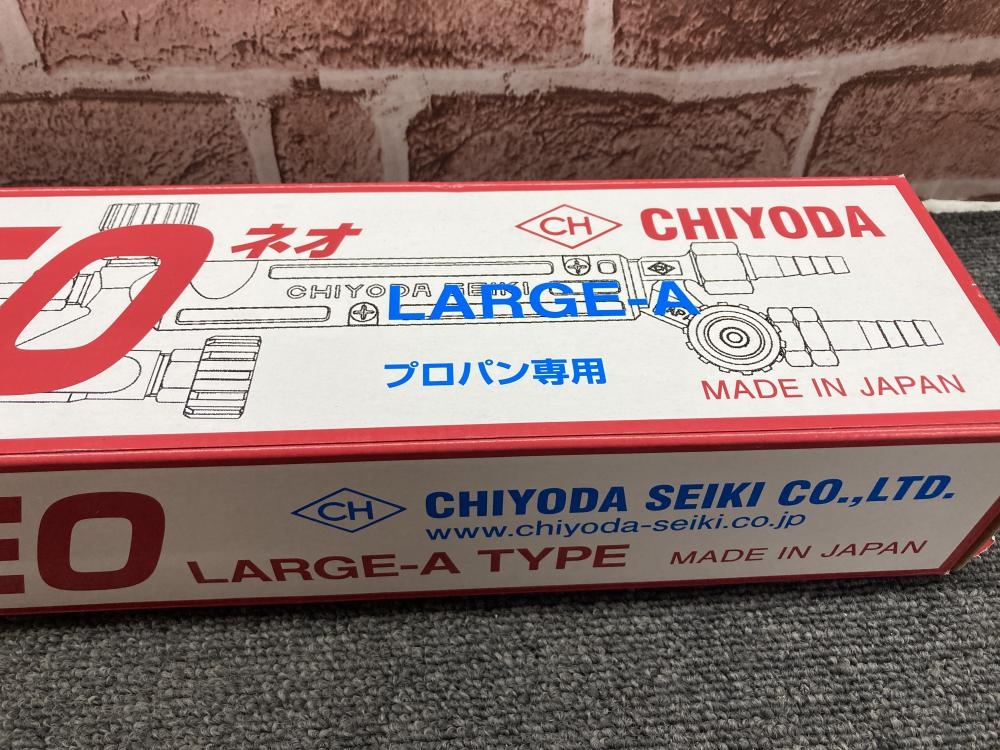 EO ネオ
CH CHIYODA
CHIYODA SEIKI
LARGE-A
プロパン専用
MADE IN JAPAN
EO
CH CHIYODA SEIKI CO.,LTD.
www.chiyoda-seiki.co.jp
LARGE-A TYPE
MADE IN JAPAN